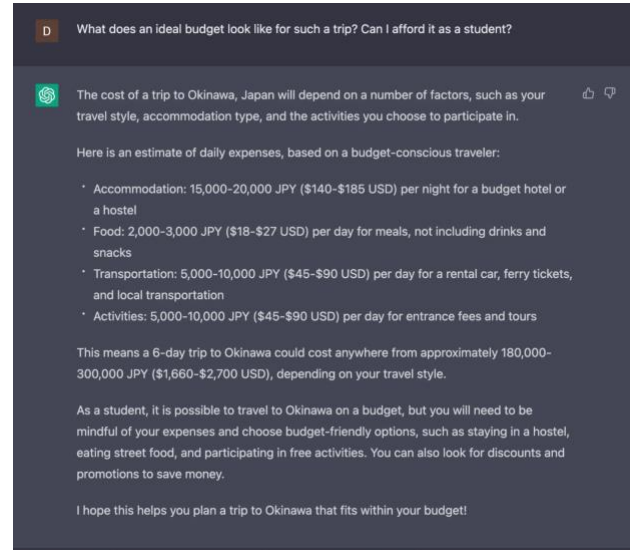 D
What does an ideal budget look like for such a trip? Can I afford it as a student?
The cost of a trip to Okinawa, Japan will depend on a number of factors, such as your
travel style, accommodation type, and the activities you choose to participate in.
Here is an estimate of daily expenses, based on a budget-conscious traveler:
• Accommodation: 15,000-20,000 JPY ($140-$185 USD) per night for a budget hotel or
a hostel
• Food: 2,000-3,000 JPY ($18-$27 USD) per day for meals, not including drinks and
snacks
• Transportation: 5,000-10,000 JPY ($45-$90 USD) per day for a rental car, ferry tickets,
and local transportation
• Activities: 5,000-10,000 JPY ($45-$90 USD) per day for entrance fees and tours
This means a 6-day trip to Okinawa could cost anywhere from approximately 180,000-
300,000 JPY ($1,660-$2,700 USD), depending on your travel style.
As a student, it is possible to travel to Okinawa on a budget, but you will need to be
mindful of your expenses and choose budget-friendly options, such as staying in a hostel,
eating street food, and participating in free activities. You can also look for discounts and
promotions to save money.
I hope this helps you plan a trip to Okinawa that fits within your budget!